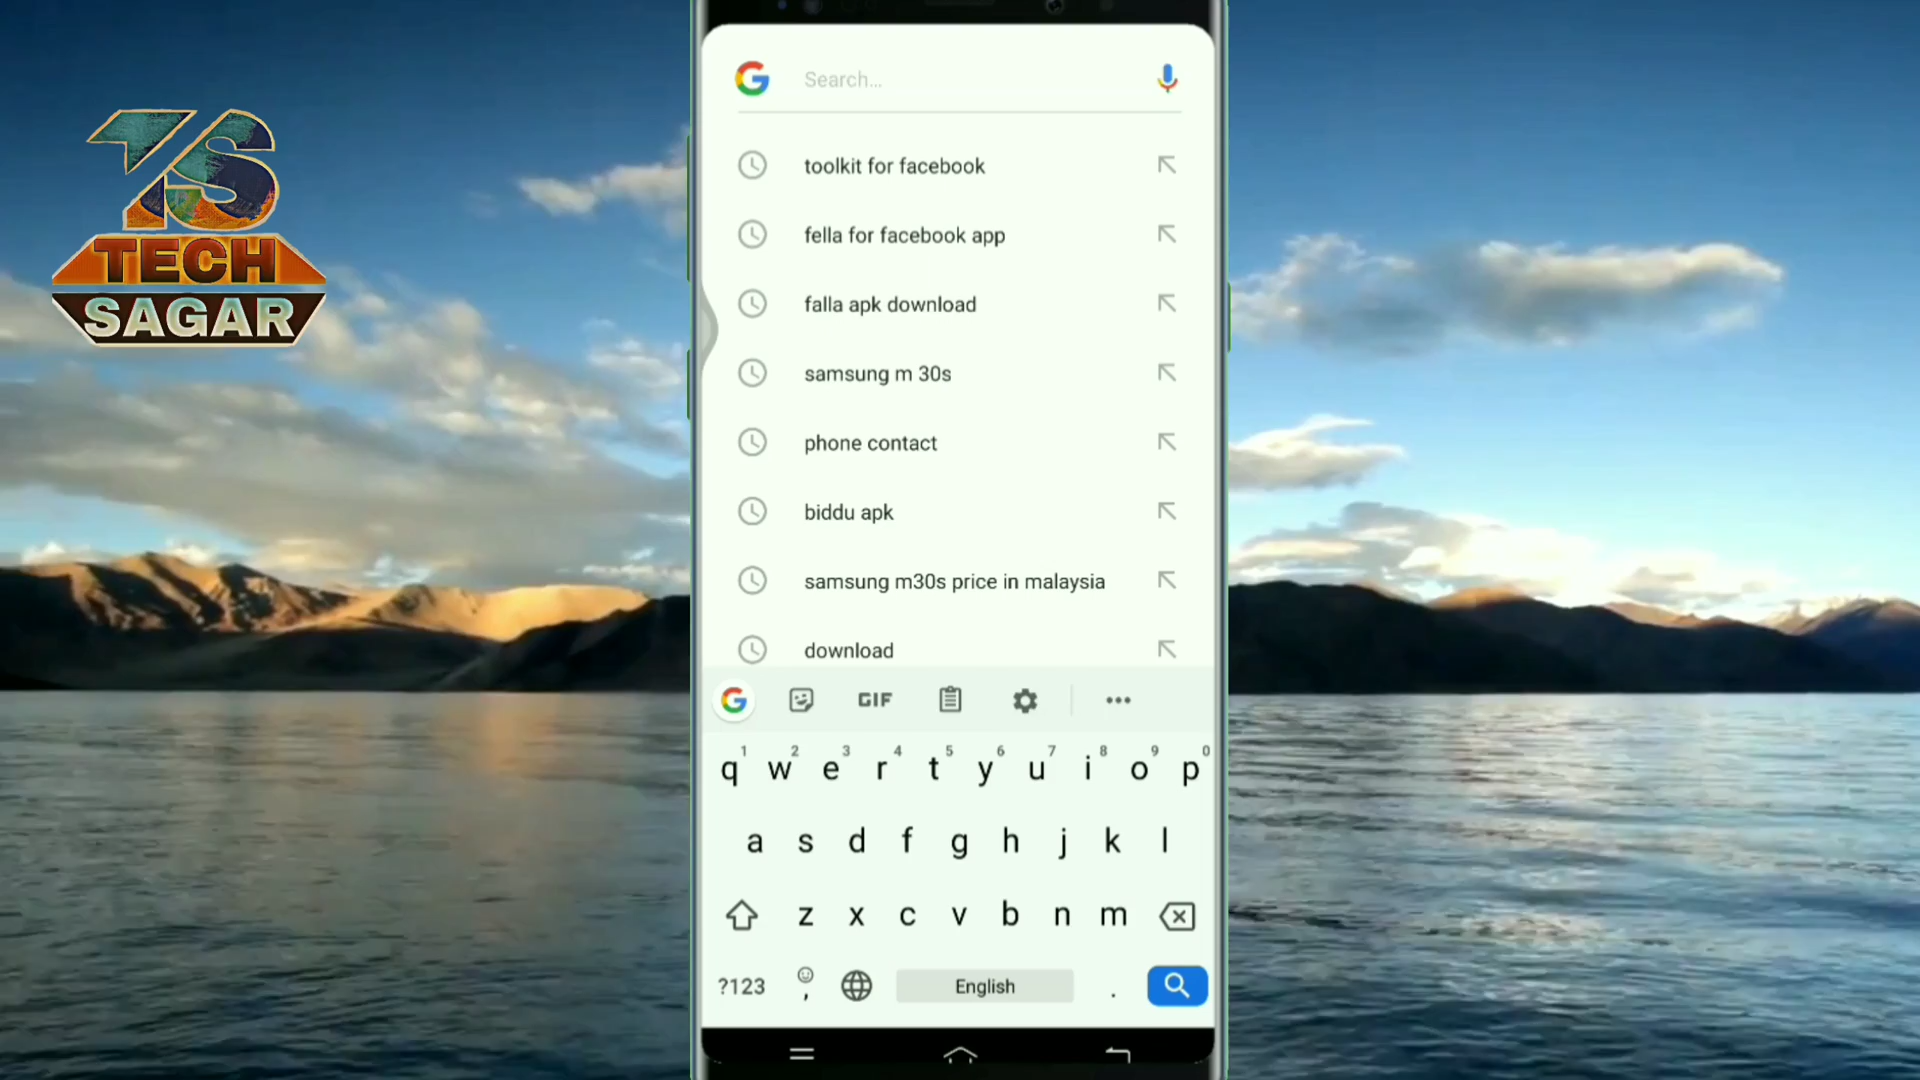 TS
TECH
SAGAR
Search...
toolkit for facebook
fella for facebook app
falla apk download
samsung m 30s
phone contact
biddu apk
samsung m30s price in malaysia
download
GIF
1 2 3 4 5 6 7 8 9 0
q w e r t y u i o p
a s d f g h j k l
z x c v b n m
?123 , English .